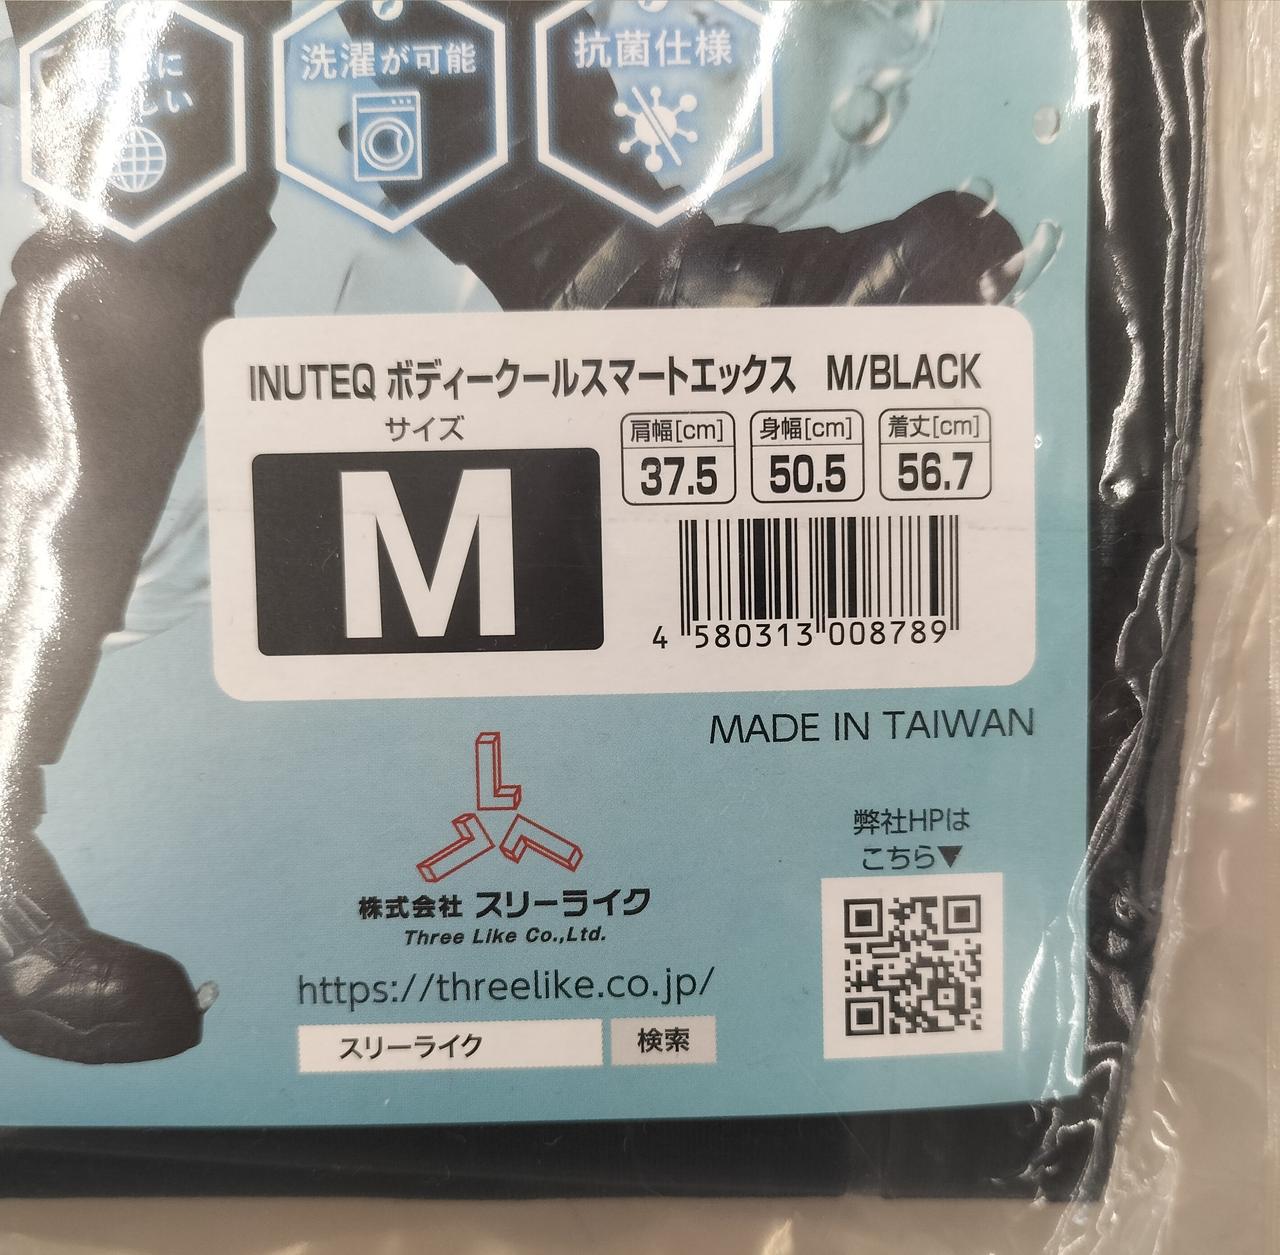 洗濯が可能
抗菌仕様
INUTEQ ボディークールスマートエックス M/BLACK
サイズ
M
肩幅[cm]
37.5
身幅[cm]
50.5
着丈[cm]
56.7
4 580313 008789
MADE IN TAIWAN
株式会社 スリーライク
Three Like Co.,Ltd.
https://threelike.co.jp/
スリーライク 検索
弊社HPは
こちら▼